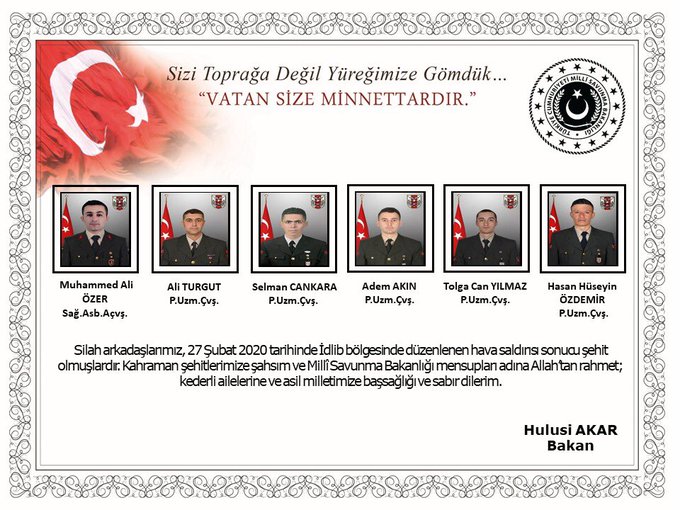 Sizi Toprağa Değil Yüreğimize Gömdük...
“VATAN SİZE MİNNETTARDIR.”
TÜRKİYE CUMHURİYETİ MİLLÎ SAVUNMA BAKANLIĞI
Muhammed Ali
ÖZER
Sağ.Asb.Açvş.
Ali TURGUT
P.Uzm.Çvş.
Selman CANKARA
P.Uzm.Çvş.
Adem AKIN
P.Uzm.Çvş.
Tolga Can YILMAZ
P.Uzm.Çvş.
Hasan Hüseyin
ÖZDEMİR
P.Uzm.Çvş.
Silah arkadaşlarımız, 27 Şubat 2020 tarihinde İdlib bölgesinde düzenlenen hava saldırısı sonucu şehit
olmuşlardır. Kahraman şehitlerimize şahsım ve Millî Savunma Bakanlığı mensupları adına Allah’tan rahmet;
kederli ailelerine ve asil milletimize başsağlığı ve sabır dilerim.
Hulusi AKAR
Bakan